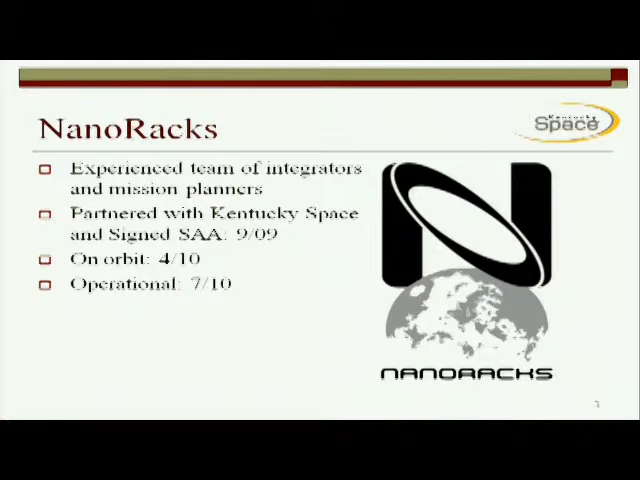 NanoRacks
Kentucky
Space
Experienced team of integrators
and mission planners
Partnered with Kentucky Space
and Signed SAA: 9/09
On orbit: 4/10
Operational: 7/10
NANORACKS